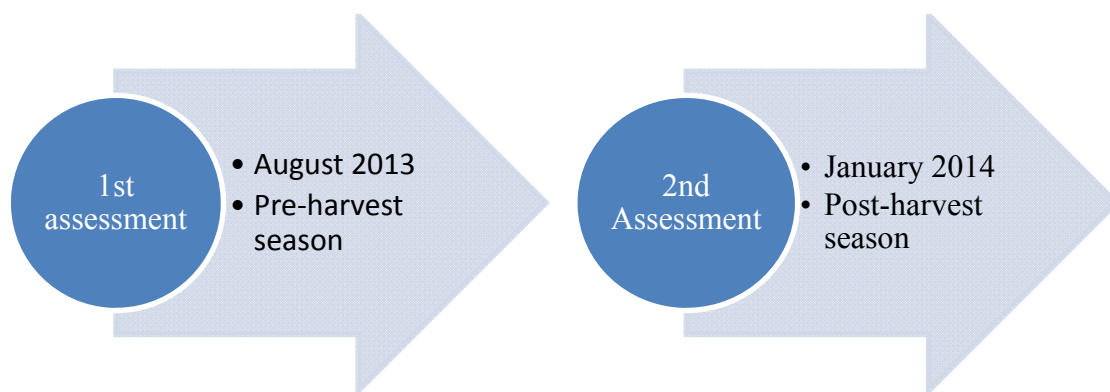 1st
assessment
• August 2013
• Pre-harvest
season
2nd
Assessment
• January 2014
• Post-harvest
season